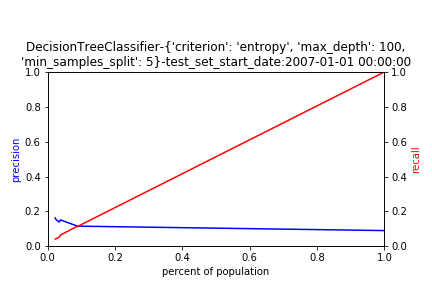 DecisionTreeClassifier-{'criterion': 'entropy', 'max_depth': 100,
'min_samples_split': 5}-test_set_start_date:2007-01-01 00:00:00
1.0
0.8
0.6
0.4
0.2
0.0
precision
1.0
0.8
0.6
0.4
0.2
0.0
recall
0.0 0.2 0.4 0.6 0.8 1.0
percent of population